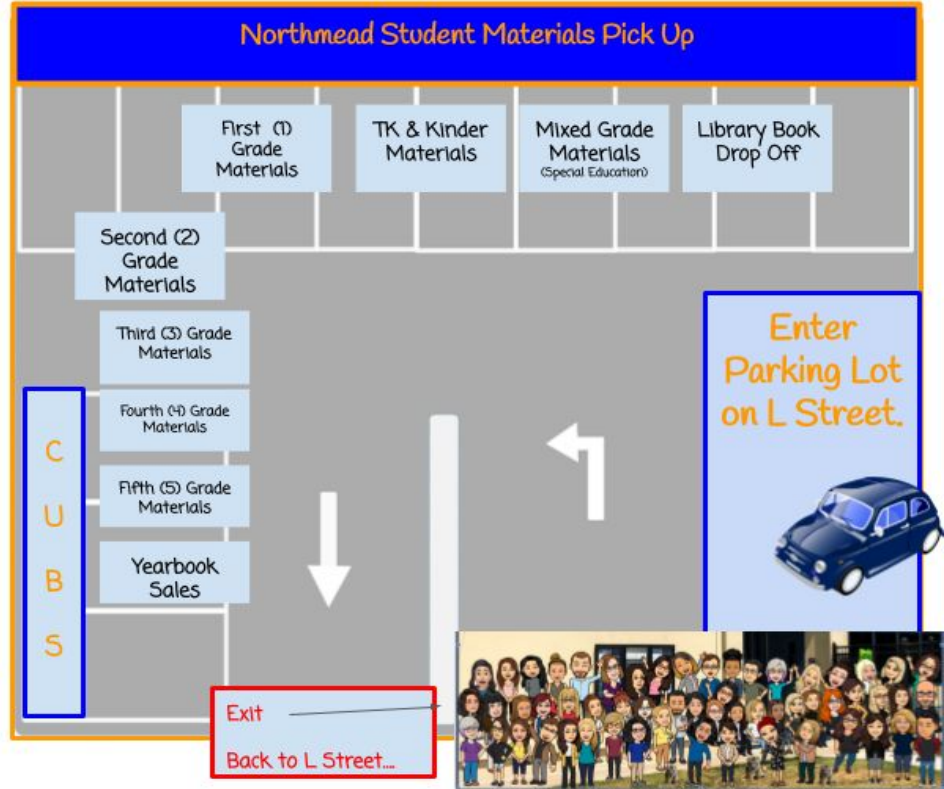 Northmead Student Materials Pick Up
First (1)
Grade
Materials
TK & Kinder
Materials
Mixed Grade
Materials
(Special Education)
Library Book
Drop Off
Second (2)
Grade
Materials
Third (3) Grade
Materials
Fourth (4) Grade
Materials
Fifth (5) Grade
Materials
Yearbook
Sales
C
U
B
S
Enter
Parking Lot
on L Street.
Exit
Back to L Street....